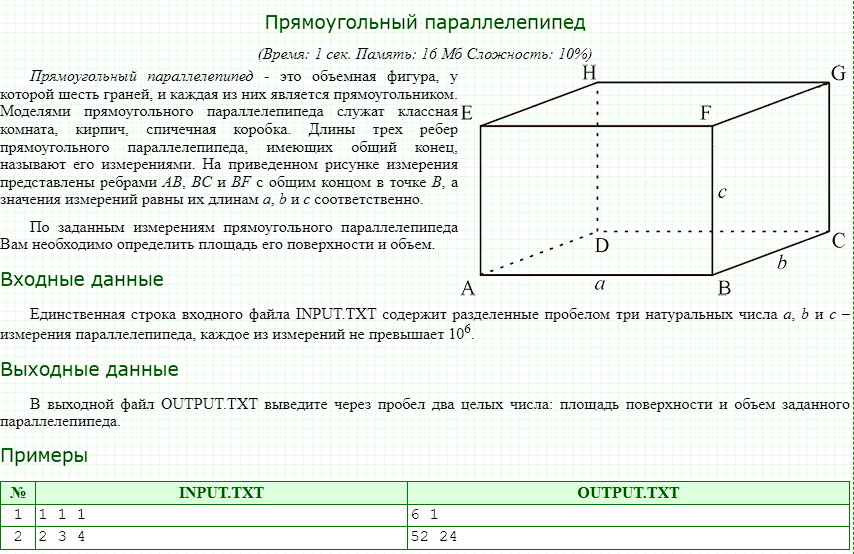 Прямоугольный параллелепипед
(Время: 1 сек. Память: 16 Мб Сложность: 10%)
Прямоугольный параллелепипед - это объемная фигура, у
которой шесть граней, и каждая из них является прямоугольником.
Моделями прямоугольного параллелепипеда служат классная
комната, кирпич, спичечная коробка. Длины трех ребер
прямоугольного параллелепипеда, имеющих общий конец,
называют его измерениями. На приведенном рисунке измерения
представлены ребрами AB, BC и BF с общим концом в точке B, а
значения измерений равны их длинам a, b и c соответственно.
По заданным измерениям прямоугольного параллелепипеда
Вам необходимо определить площадь его поверхности и объем.
H G
E F
c
D C
b
A a B
Входные данные
Единственная строка входного файла INPUT.TXT содержит разделенные пробелом три натуральных числа a, b и c –
измерения параллелепипеда, каждое из измерений не превышает 10⁶.
Выходные данные
В выходной файл OUTPUT.TXT выведите через пробел два целых числа: площадь поверхности и объем заданного
параллелепипеда.
Примеры
№ INPUT.TXT OUTPUT.TXT
1 1 1 1 6 1
2 2 3 4 52 24